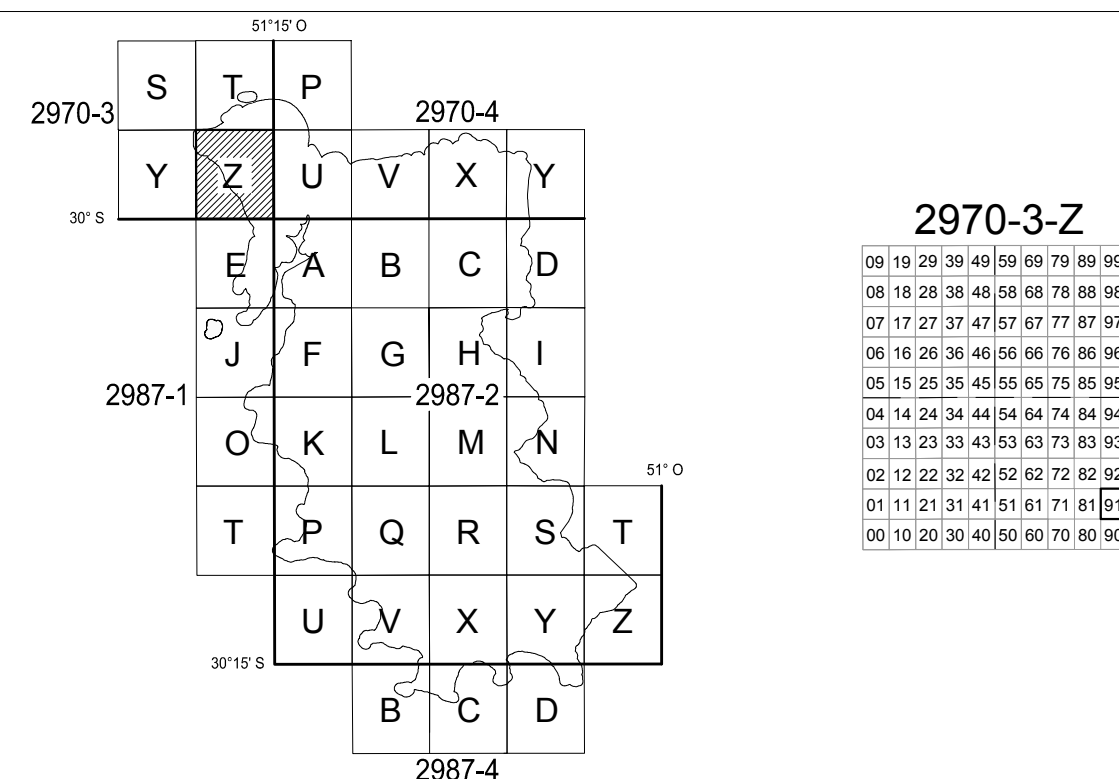 51°15' O
S T P
2970-3 2970-4
Y Z U V X Y
30° S
E A B C D
J F G H I
2987-1 2987-2
O K L M N
51° O
T P Q R S T
U V X Y Z
30°15' S
B C D
2987-4
2970-3-Z
09 19 29 39 49 59 69 79 89 99
08 18 28 38 48 58 68 78 88 98
07 17 27 37 47 57 67 77 87 97
06 16 26 36 46 56 66 76 86 96
05 15 25 35 45 55 65 75 85 95
04 14 24 34 44 54 64 74 84 94
03 13 23 33 43 53 63 73 83 93
02 12 22 32 42 52 62 72 82 92
01 11 21 31 41 51 61 71 81 91
00 10 20 30 40 50 60 70 80 90